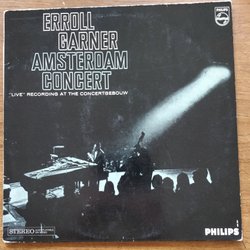 ERROLL
GARNER
AMSTERDAM
CONCERT
"LIVE" RECORDING AT THE CONCERTGEBOUW
PHILIPS
STEREO
PHILIPS